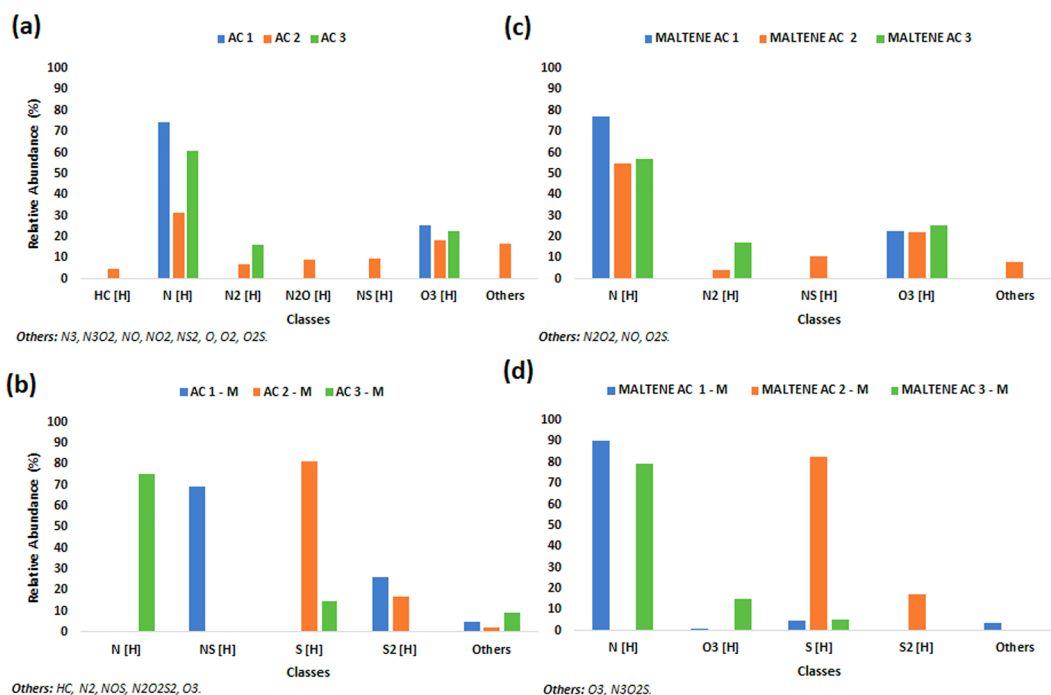 (a)
AC 1 AC 2 AC 3
Relative Abundance (%)
100
90
80
70
60
50
40
30
20
10
0
HC [H] N [H] N2 [H] N2O [H] NS [H] O3 [H] Others
Classes
Others: N3, N3O2, NO, NO2, NS2, O, O2, O2S.
(c)
MALTENE AC 1 MALTENE AC 2 MALTENE AC 3
100
90
80
70
60
50
40
30
20
10
0
N [H] N2 [H] NS [H] O3 [H] Others
Classes
Others: N2O2, NO, O2S.
(b)
AC 1 - M AC 2 - M AC 3 - M
Relative Abundance (%)
100
90
80
70
60
50
40
30
20
10
0
N [H] NS [H] S [H] S2 [H] Others
Classes
Others: HC, N2, NOS, N2O2S2, O3.
(d)
MALTENE AC 1 - M MALTENE AC 2 - M MALTENE AC 3 - M
100
90
80
70
60
50
40
30
20
10
0
N [H] O3 [H] S [H] S2 [H] Others
Classes
Others: O3, N3O2S.